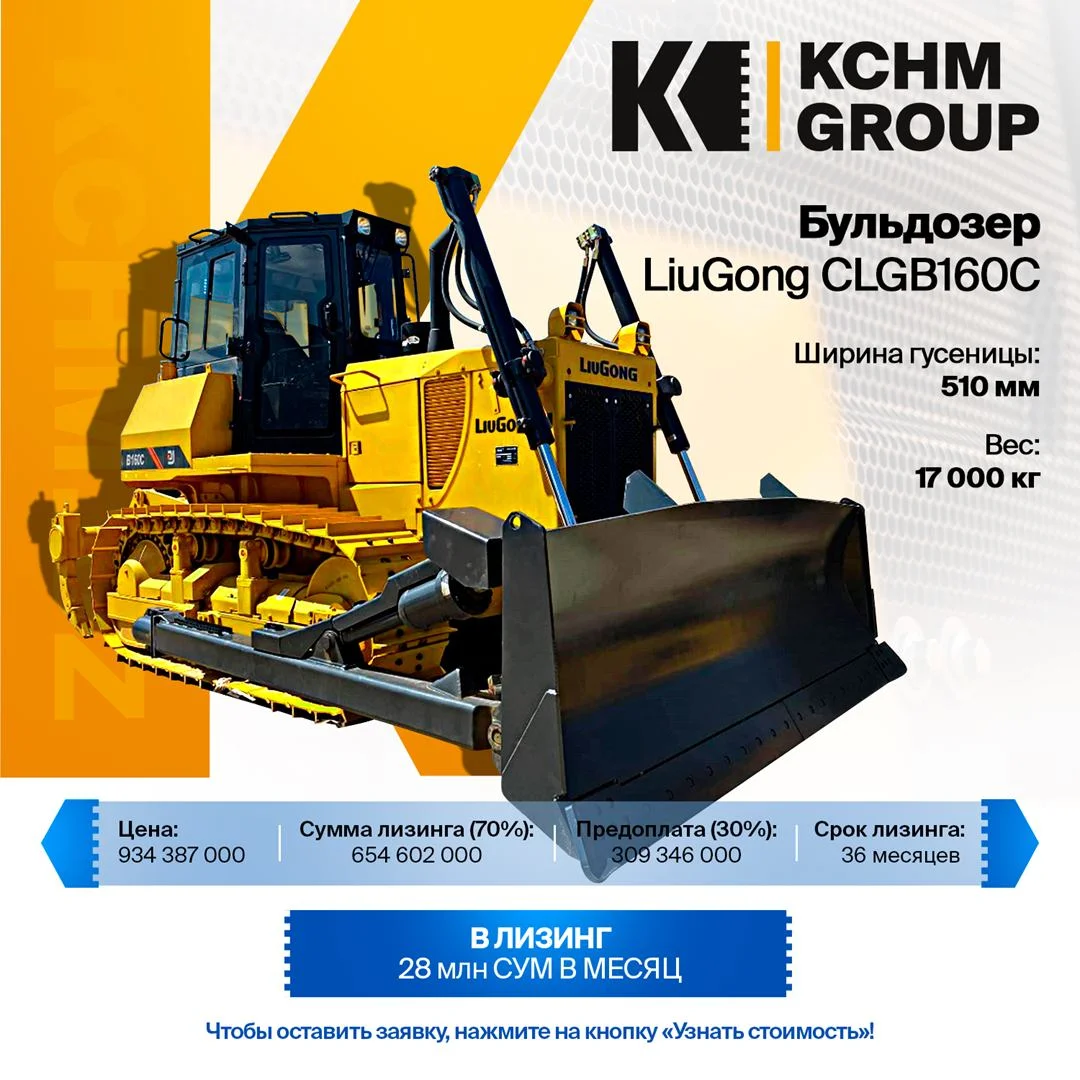 KCHM
GROUP
Бульдозер
LiuGong CLGB160C
Ширина гусеницы:
510 мм
Вес:
17 000 кг
LIUGONG
B160C
Цена:
934 387 000
Сумма лизинга (70%):
654 602 000
Предоплата (30%):
309 346 000
Срок лизинга:
36 месяцев
В ЛИЗИНГ
28 млн СУМ В МЕСЯЦ
Чтобы оставить заявку, нажмите на кнопку «Узнать стоимость»!